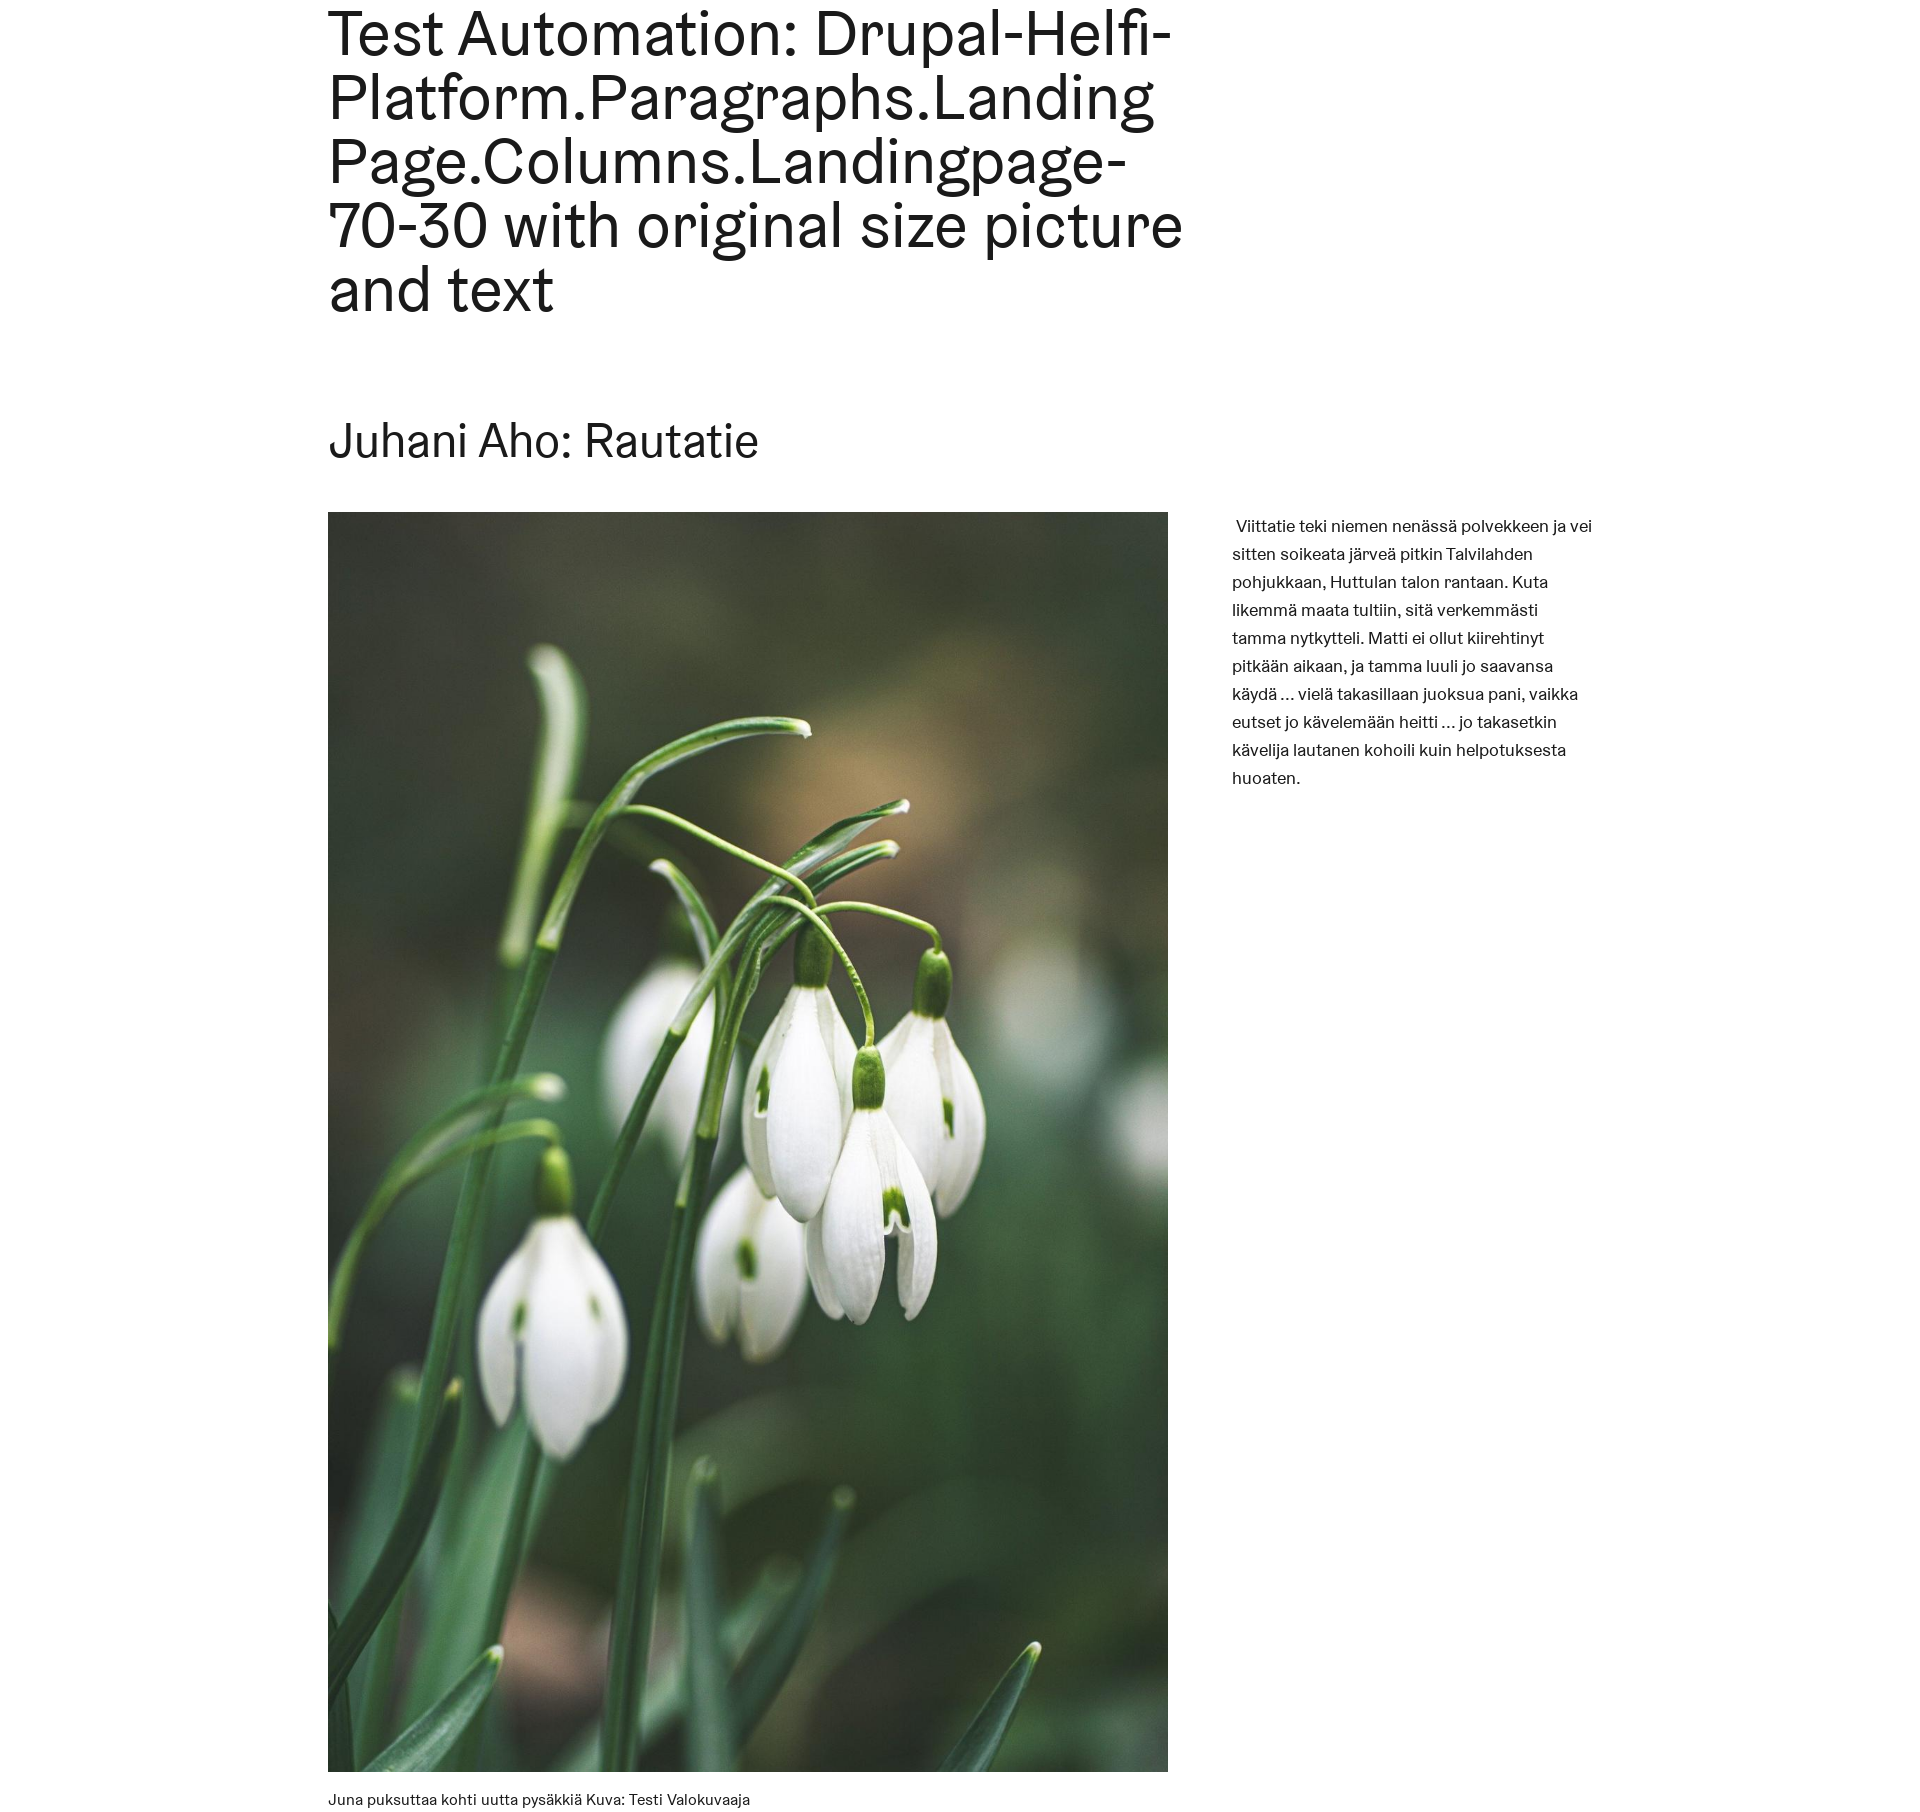 Test Automation: Drupal-Helfi-
Platform.Paragraphs.Landing
Page.Columns.Landingpage-
70-30 with original size picture
and text
Juhani Aho: Rautatie
Viittatie teki niemen nenässä polvekkeen ja vei
sitten soikeata järveä pitkin Talvilahden
pohjukkaan, Huttulan talon rantaan. Kuta
likemmä maata tultiin, sitä verkemmästi
tamma nytkytteli. Matti ei ollut kiirehtinyt
pitkään aikaan, ja tamma luuli jo saavansa
käydä ... vielä takasillaan juoksua pani, vaikka
eutset jo kävelemään heitti ... jo takasetkin
kävelija lautanen kohoili kuin helpotuksesta
huoaten.
Juna puksuttaa kohti uutta pysäkkiä Kuva: Testi Valokuvaaja